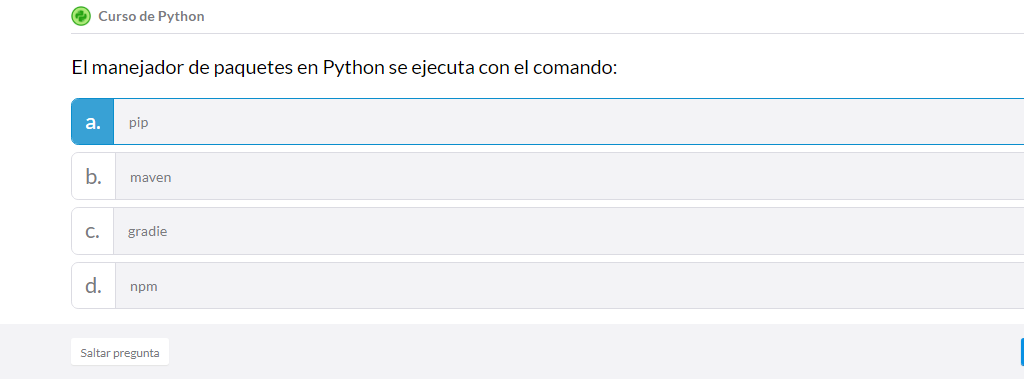 Curso de Python
El manejador de paquetes en Python se ejecuta con el comando:
a. pip
b. maven
c. gradie
d. npm
Saltar pregunta